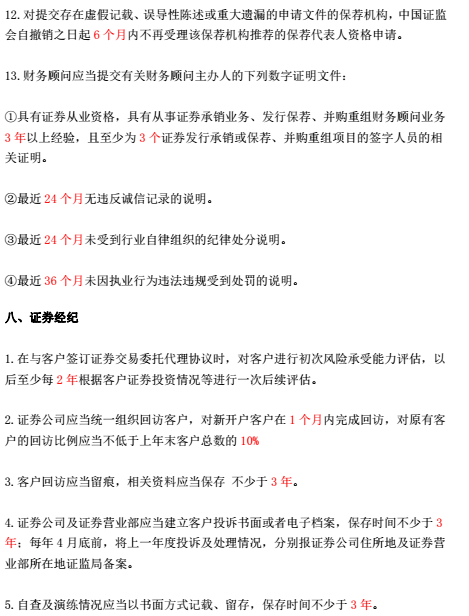 12. 对提交存在虚假记载、误导性陈述或重大遗漏的申请文件的保荐机构，中国证监
会自撤销之日起 6 个月内不再受理该保荐机构推荐的保荐代表人资格申请。
13. 财务顾问应当提交有关财务顾问主办人的下列数字证明文件：
①具有证券从业资格，具有从事证券承销业务、发行保荐、并购重组财务顾问业务
3 年以上经验，且至少为 3 个证券发行承销或保荐、并购重组项目的签字人员的相
关证明。
②最近 24 个月无违反诚信记录的说明。
③最近 24 个月未受到行业自律组织的纪律处分说明。
④最近 36 个月未因执业行为违法违规受到处罚的说明。
八、证券经纪
1. 在与客户签订证券交易委托代理协议时，对客户进行初次风险承受能力评估，以
后至少每 2 年根据客户证券投资情况等进行一次后续评估。
2. 证券公司应当统一组织回访客户，对新开户客户在 1 个月内完成回访，对原有客
户的回访比例应当不低于上年末客户总数的 10%
3. 客户回访应当留痕，相关资料应当保存 不少于 3 年。
4. 证券公司及证券营业部应当建立客户投诉书面或者电子档案，保存时间不少于 3
年；每年 4 月底前，将上一年度投诉及处理情况，分别报证券公司住所地及证券营
业部所在地证监局备案。
5. 自查及演练情况应当以书面方式记载、留存，保存时间不少于 3 年。